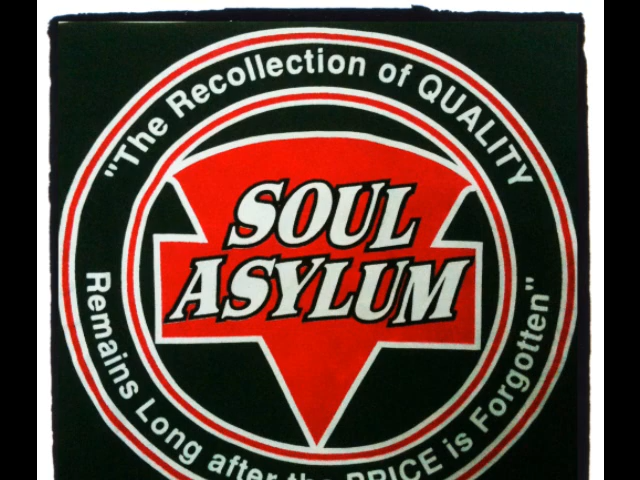 "The Recollection of QUALITY
SOUL
ASYLUM
Remains Long after the PRICE is Forgotten"